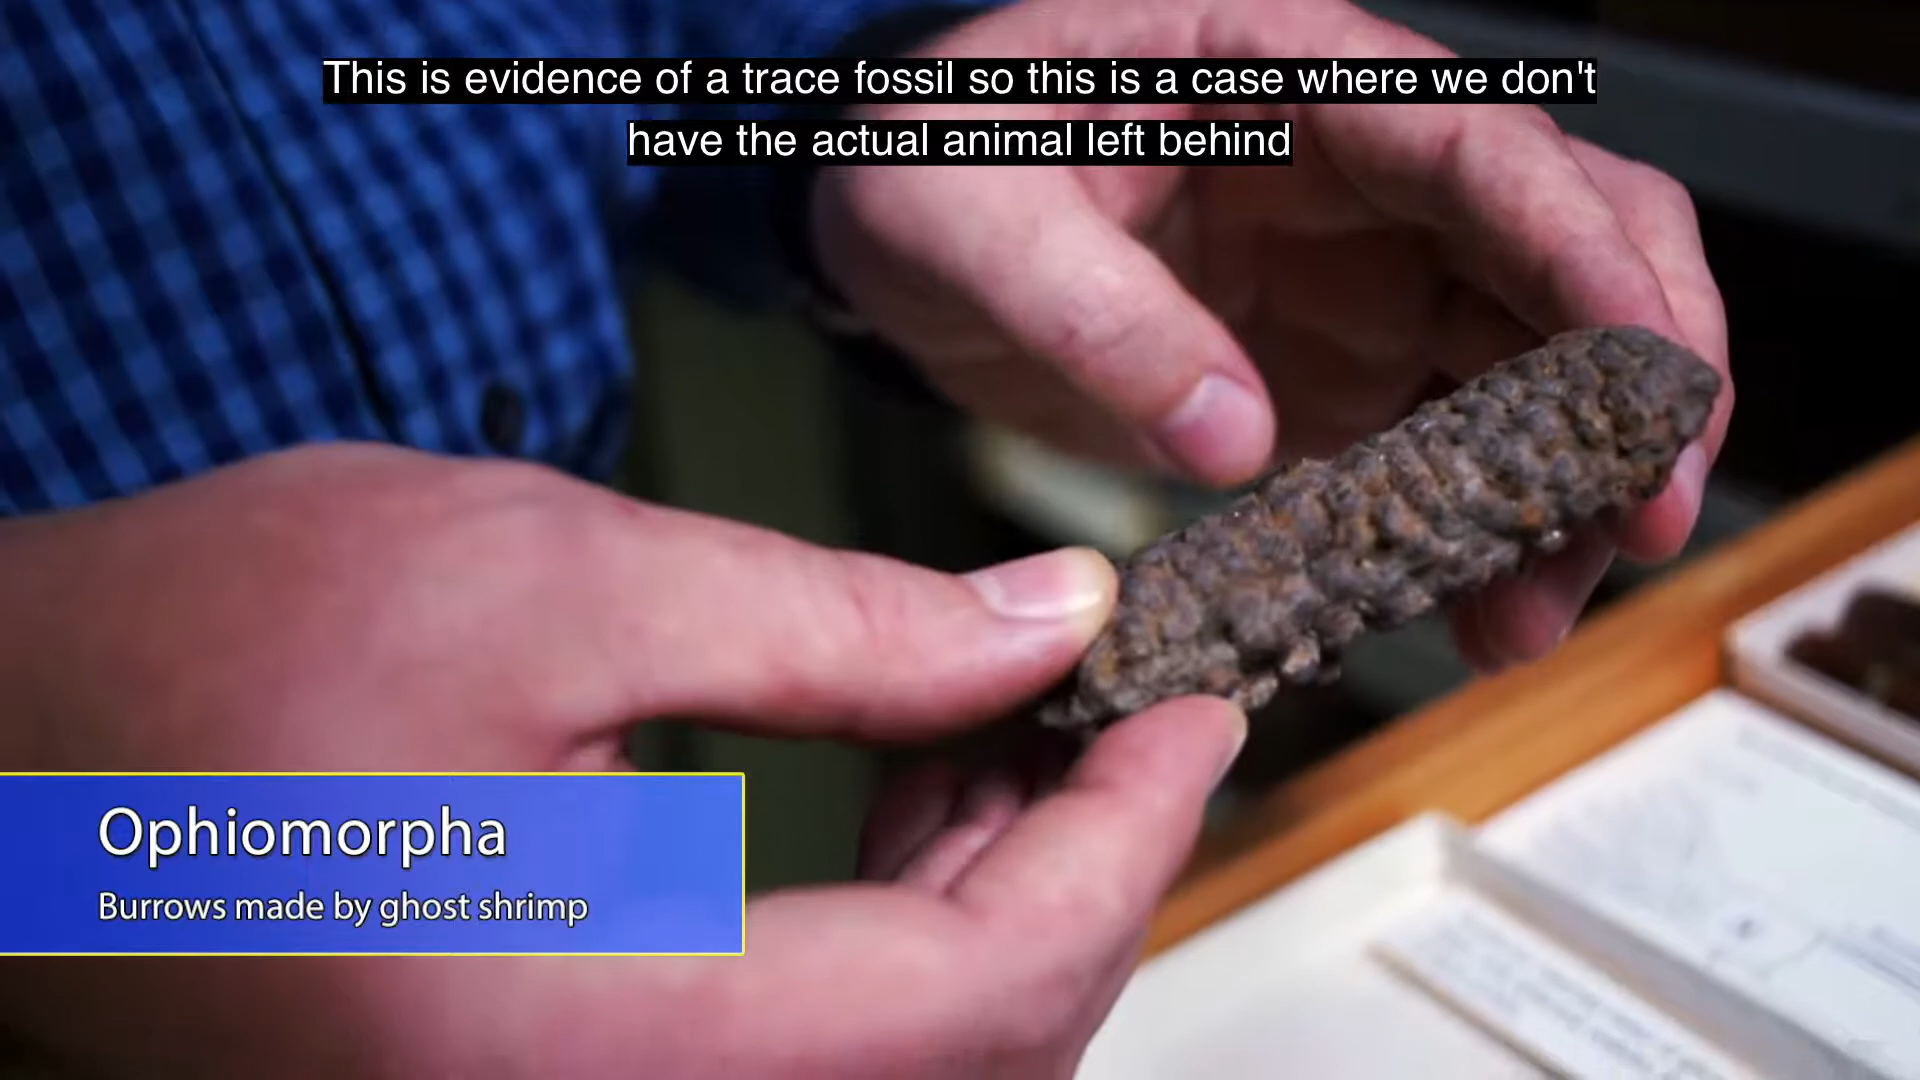 This is evidence of a trace fossil so this is a case where we don't
have the actual animal left behind
Ophiomorpha
Burrows made by ghost shrimp